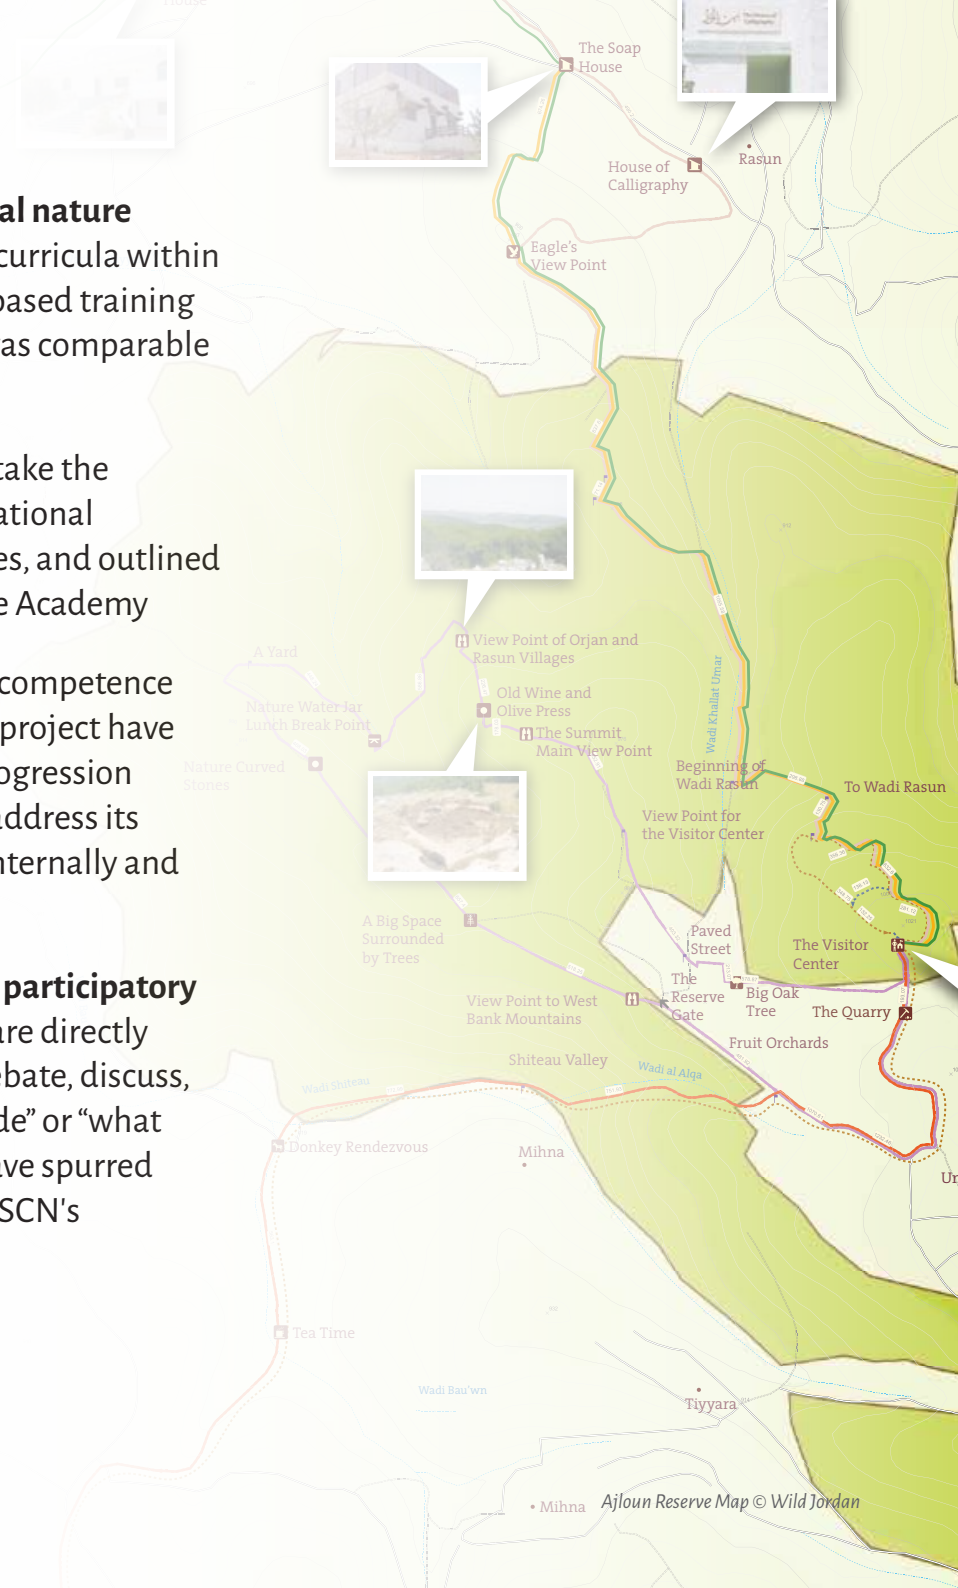 al nature
curricula within
based training
as comparable
take the
ational
es, and outlined
e Academy
competence
project have
ogression
address its
nternally and
participatory
are directly
ebate, discuss,
de” or “what
ave spurred
SCN's
House
The Soap
House
House of
Calligraphy
Rasun
Eagle's
View Point
View Point of Orjan and
Rasun Villages
A Yard
Old Wine and
Olive Press
Nature Water Jar
Lunch Break Point
The Summit
Main View Point
Nature Curved
Stones
Wadi Khallat Umar
Beginning of
Wadi Rasun
To Wadi Rasun
View Point for
the Visitor Center
A Big Space
Surrounded
by Trees
Paved
Street
The Visitor
Center
The
Reserve
Gate
Big Oak
Tree
The Quarry
View Point to West
Bank Mountains
Fruit Orchards
Shiteau Valley
Wadi al Alqa
Wadi Shiteau
Donkey Rendezvous
Mihna
Tea Time
Wadi Bau'wn
Tiyyara
Mihna
Ajloun Reserve Map © Wild Jordan